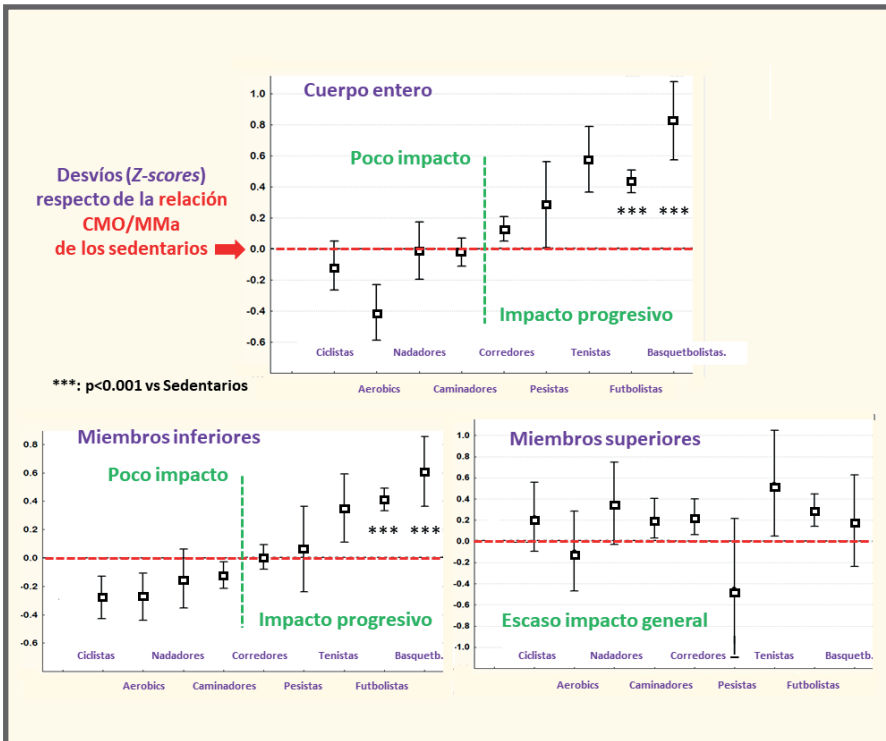 Cuerpo entero
1.0
0.8
0.6
0.4
0.2
0.0
-0.2
-0.4
-0.6
Poco impacto
Desvíos (Z-scores)
respecto de la relación
CMO/MMa
de los sedentarios
*** ***
Impacto progresivo
Ciclistas Nadadores Corredores Tenistas Basquetbolistas.
Aerobics Caminadores Pesistas Futbolistas
***: p<0.001 vs Sedentarios
Miembros inferiores
0.8
0.6
0.4
0.2
0.0
-0.2
-0.4
-0.6
Poco impacto
*** ***
Impacto progresivo
Ciclistas Nadadores Corredores Tenistas Basquetb.
Aerobics Caminadores Pesistas Futbolistas
Miembros superiores
1.0
0.8
0.6
0.4
0.2
0.0
-0.2
-0.4
-0.6
-0.8
-1.0
Escaso impacto general
Ciclistas Nadadores Corredores Tenistas Basquetb.
Aerobics Caminadores Pesistas Futbolistas